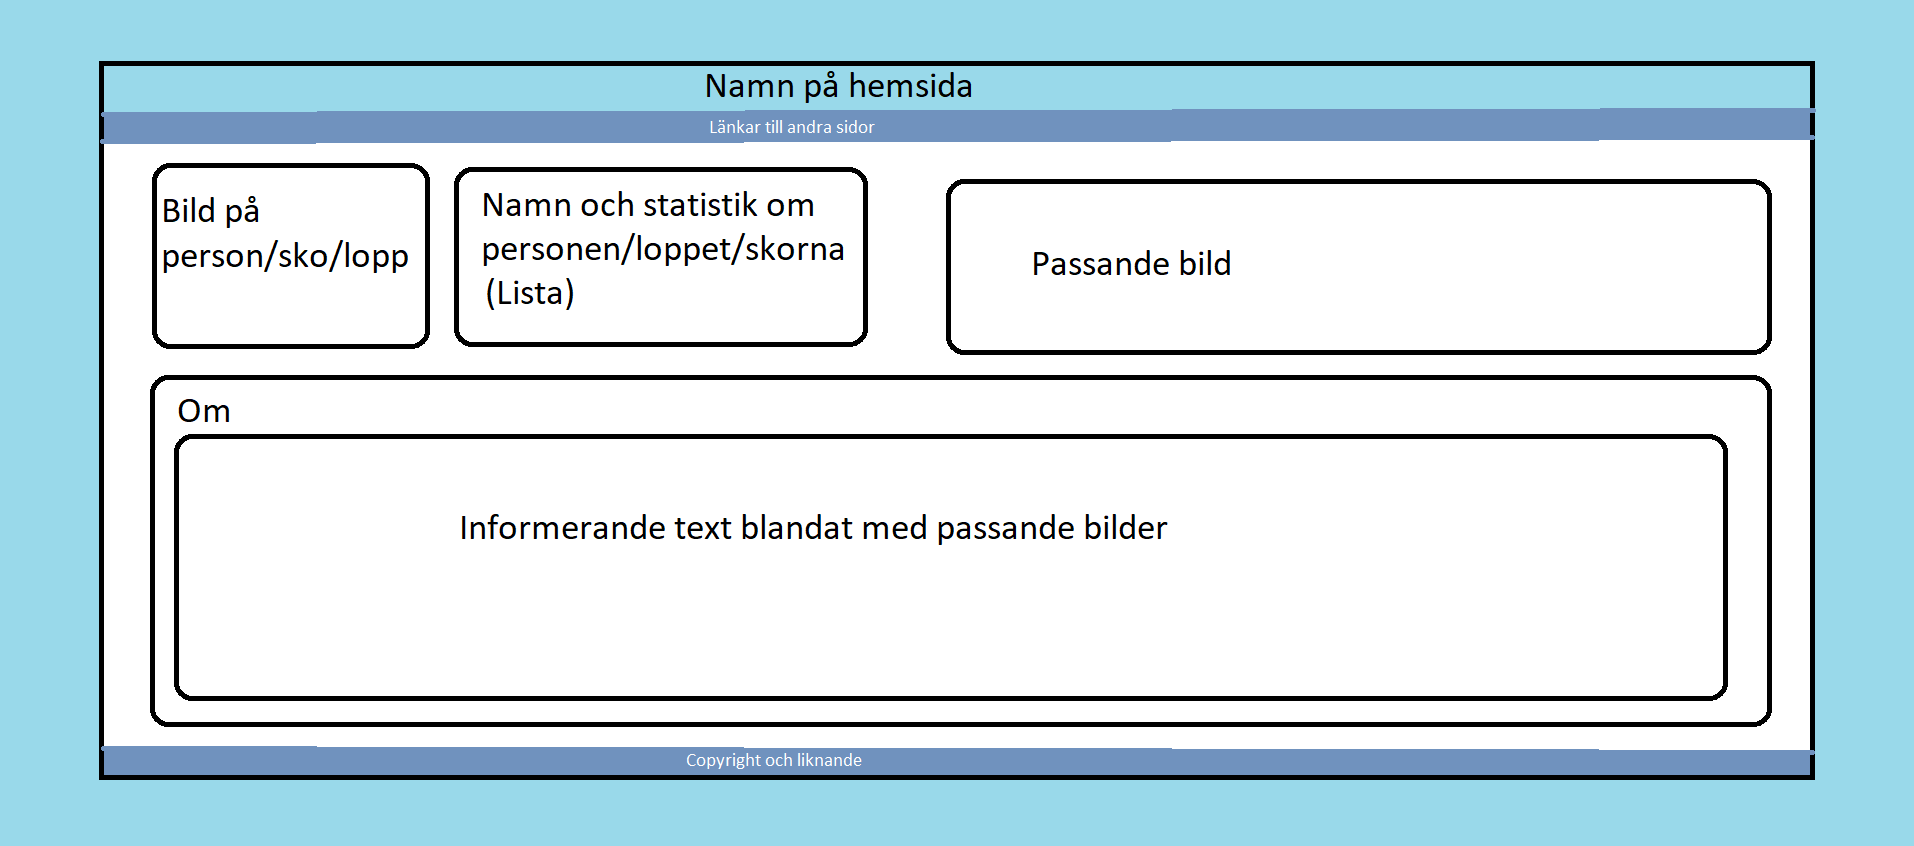 Namn på hemsida
Länkar till andra sidor
Bild på
person/sko/lopp
Namn och statistik om
personen/loppet/skorna
(Lista)
Passande bild
Om
Informerande text blandat med passande bilder
Copyright och liknande